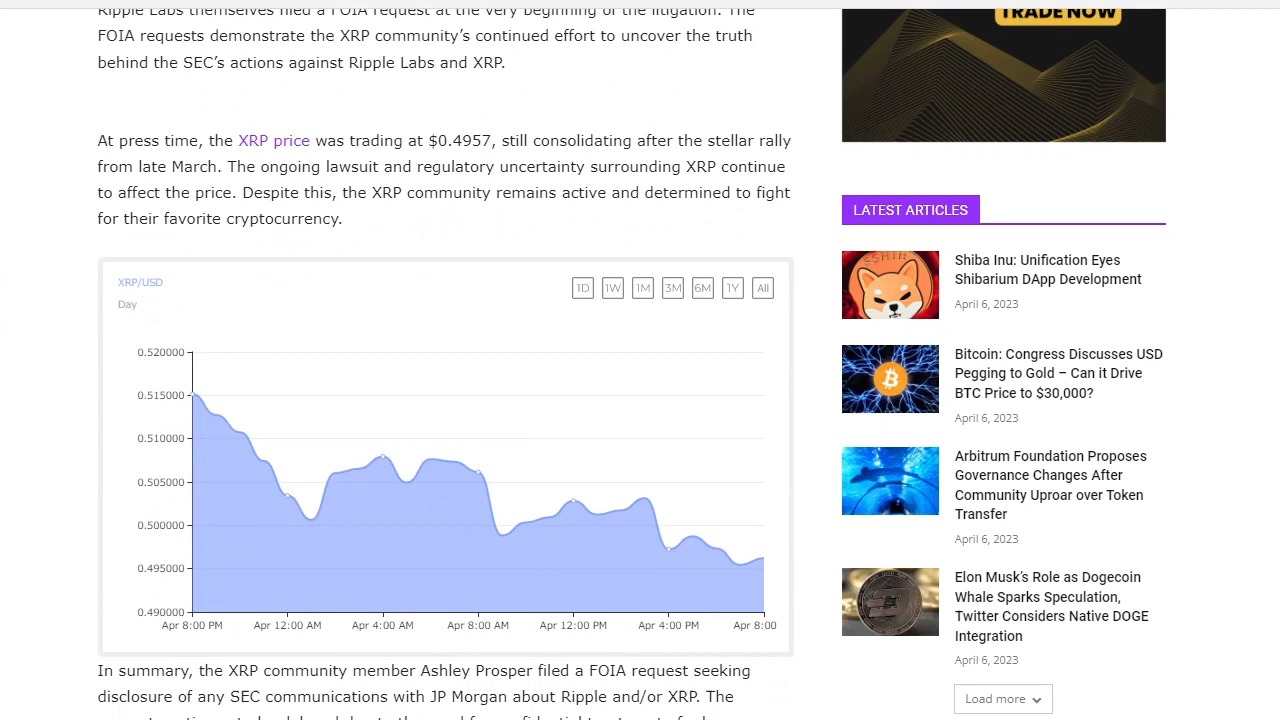 Ripple Labs themselves filed a FOIA request at the very beginning of the litigation. The
FOIA requests demonstrate the XRP community’s continued effort to uncover the truth
behind the SEC’s actions against Ripple Labs and XRP.
At press time, the XRP price was trading at $0.4957, still consolidating after the stellar rally
from late March. The ongoing lawsuit and regulatory uncertainty surrounding XRP continue
to affect the price. Despite this, the XRP community remains active and determined to fight
for their favorite cryptocurrency.
XRP/USD
Day
1D 1W 1M 3M 6M 1Y All
0.520000
0.515000
0.510000
0.505000
0.500000
0.495000
0.490000
Apr 8:00 PM Apr 12:00 AM Apr 4:00 AM Apr 8:00 AM Apr 12:00 PM Apr 4:00 PM Apr 8:00
In summary, the XRP community member Ashley Prosper filed a FOIA request seeking
disclosure of any SEC communications with JP Morgan about Ripple and/or XRP. The
TRADE NOW
LATEST ARTICLES
SHIB
Shiba Inu: Unification Eyes
Shibarium DApp Development
April 6, 2023
Bitcoin: Congress Discusses USD
Pegging to Gold – Can it Drive
BTC Price to $30,000?
April 6, 2023
Arbitrum Foundation Proposes
Governance Changes After
Community Uproar over Token
Transfer
April 6, 2023
Elon Musk’s Role as Dogecoin
Whale Sparks Speculation,
Twitter Considers Native DOGE
Integration
April 6, 2023
Load more